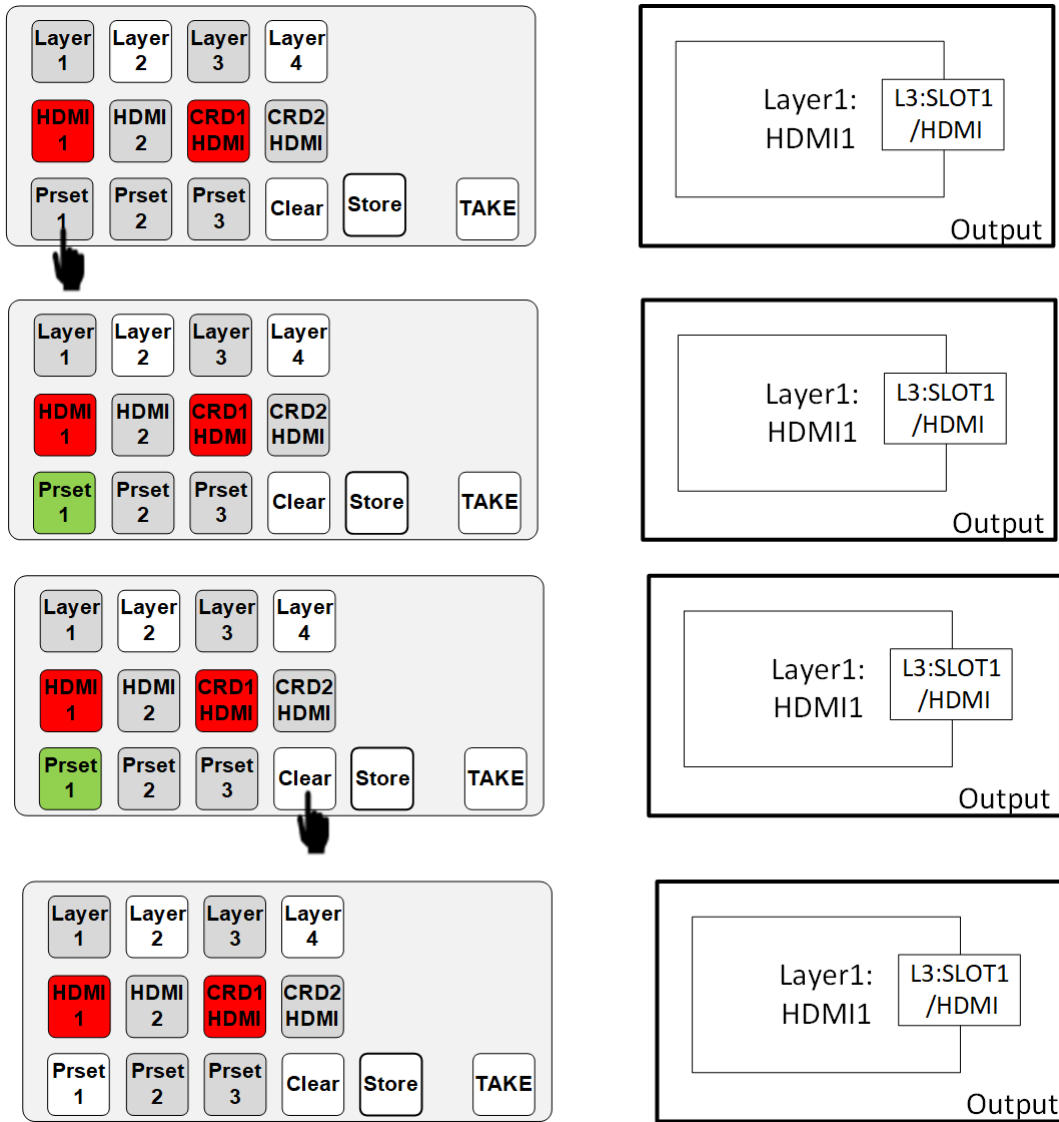 Layer Layer Layer Layer
1 2 3 4
HDMI HDMI CRD1 CRD2
1 2 HDMI HDMI
Prset Prset Prset Clear Store TAKE
1 2 3
Layer1: L3:SLOT1
HDMI1 /HDMI
Output
Layer Layer Layer Layer
1 2 3 4
HDMI HDMI CRD1 CRD2
1 2 HDMI HDMI
Prset Prset Prset Clear Store TAKE
1 2 3
Layer1: L3:SLOT1
HDMI1 /HDMI
Output
Layer Layer Layer Layer
1 2 3 4
HDMI HDMI CRD1 CRD2
1 2 HDMI HDMI
Prset Prset Prset Clear Store TAKE
1 2 3
Layer1: L3:SLOT1
HDMI1 /HDMI
Output
Layer Layer Layer Layer
1 2 3 4
HDMI HDMI CRD1 CRD2
1 2 HDMI HDMI
Prset Prset Prset Clear Store TAKE
1 2 3
Layer1: L3:SLOT1
HDMI1 /HDMI
Output